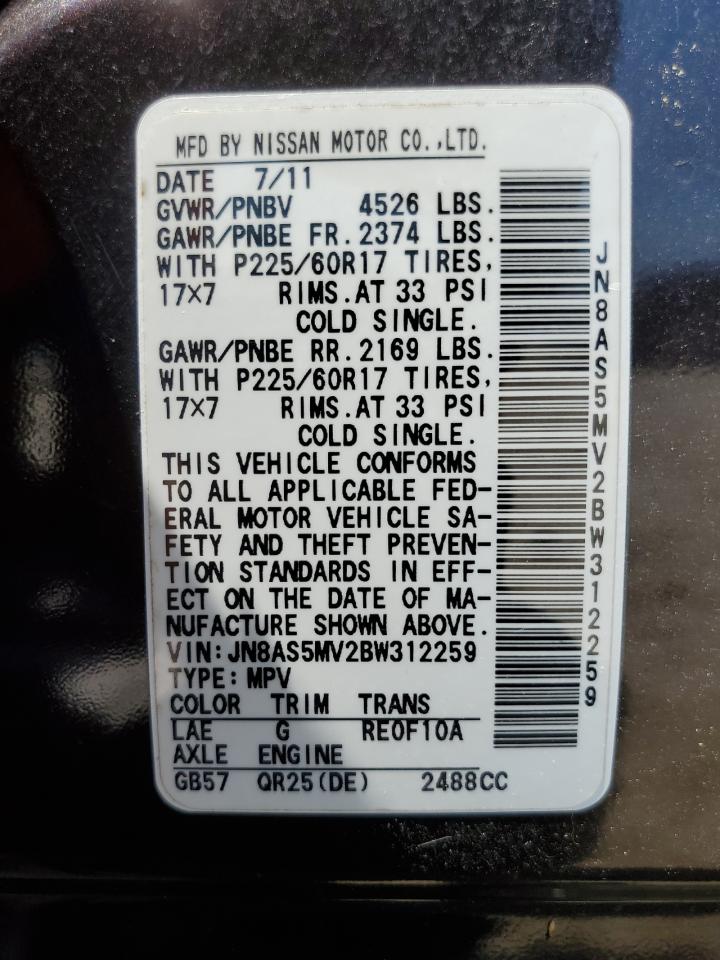 MFD BY NISSAN MOTOR CO.,LTD.
DATE 7/11
GVWR/PNBV 4526 LBS.
GAWR/PNBE FR.2374 LBS.
WITH P225/60R17 TIRES,
17×7 RIMS.AT 33 PSI
COLD SINGLE.
GAWR/PNBE RR.2169 LBS.
WITH P225/60R17 TIRES,
17×7 RIMS.AT 33 PSI
COLD SINGLE.
THIS VEHICLE CONFORMS
TO ALL APPLICABLE FED-
ERAL MOTOR VEHICLE SA-
FETY AND THEFT PREVEN-
TION STANDARDS IN EFF-
ECT ON THE DATE OF MA-
NUFACTURE SHOWN ABOVE.
VIN:JN8AS5MV2BW312259
TYPE:MPV
COLOR TRIM TRANS
LAE G RE0F10A
AXLE ENGINE
GB57 QR25(DE) 2488CC
JN8AS5MV2BW312259